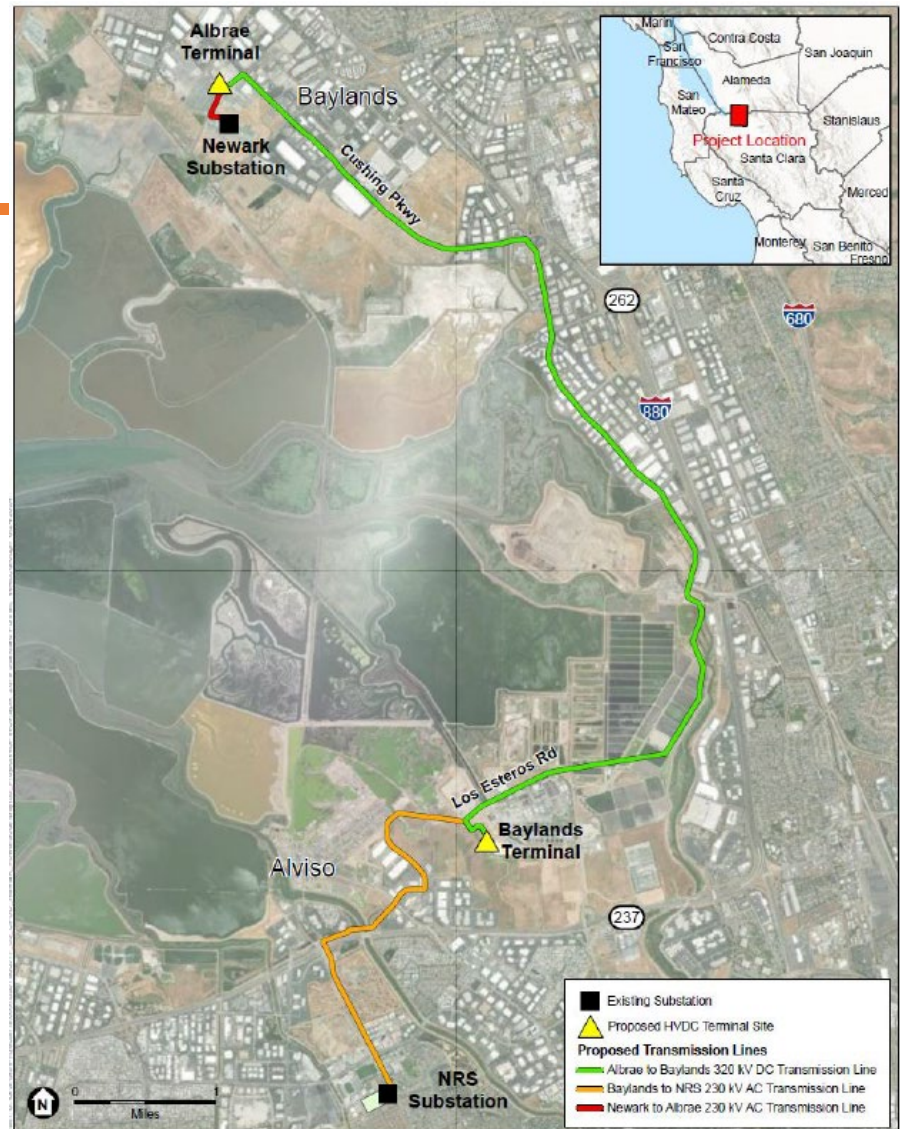 Albrae
Terminal
Baylands
Newark
Substation
Cushing Pkwy
Marin
San
Francisco
Contra Costa
San Joaquin
Alameda
San
Mateo
Stanislaus
Project Location
Santa Clara
Santa
Cruz
Merced
Monterey
San Benito
Fresno
262
680
880
Los Esteros Rd
Baylands
Terminal
Alviso
237
NRS
Substation
N
0
1
Miles
Existing Substation
Proposed HVDC Terminal Site
Proposed Transmission Lines
Albrae to Baylands 320 kV DC Transmission Line
Baylands to NRS 230 kV AC Transmission Line
Newark to Albrae 230 kV AC Transmission Line